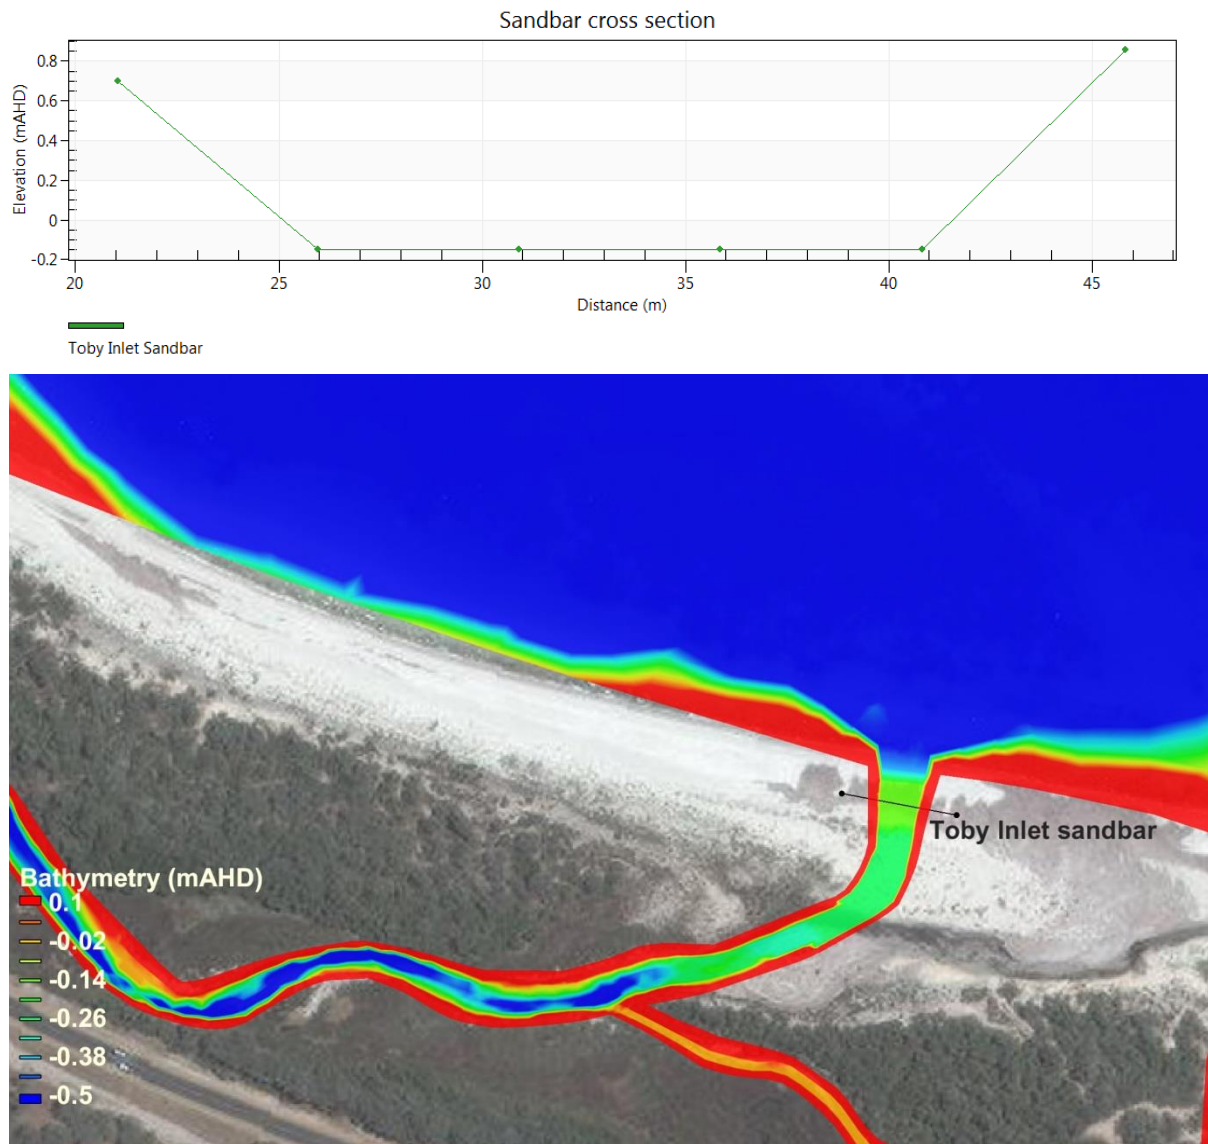 Sandbar cross section
Elevation (mAHD)
0.8
0.6
0.4
0.2
0
-0.2
20 25 30 35 40 45
Distance (m)
Toby Inlet Sandbar
Toby Inlet sandbar
Bathymetry (mAHD)
0.1
-0.02
-0.14
-0.26
-0.38
-0.5